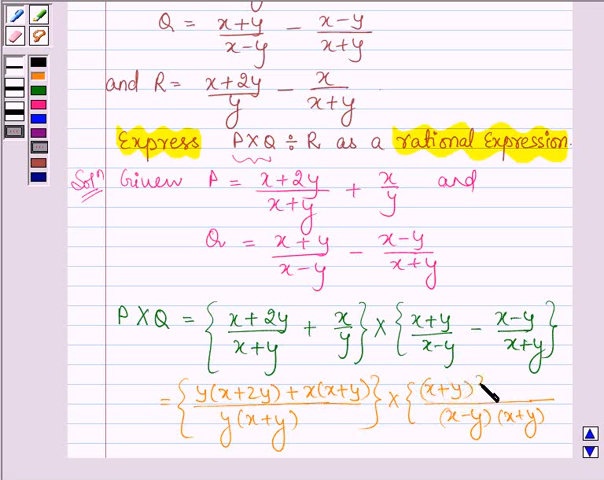 Q = x+y/x-y - x-y/x+y
and R = x+2y/y - x/x+y
Express P×Q ÷ R as a rational Expression.
Solⁿ Given P = x+2y/x+y + x/y and
Q = x+y/x-y - x-y/x+y
P×Q = {x+2y/x+y + x/y} × {x+y/x-y - x-y/x+y}
= {y(x+2y)+x(x+y)/y(x+y)} × {(x+y)²/(x-y)(x+y)